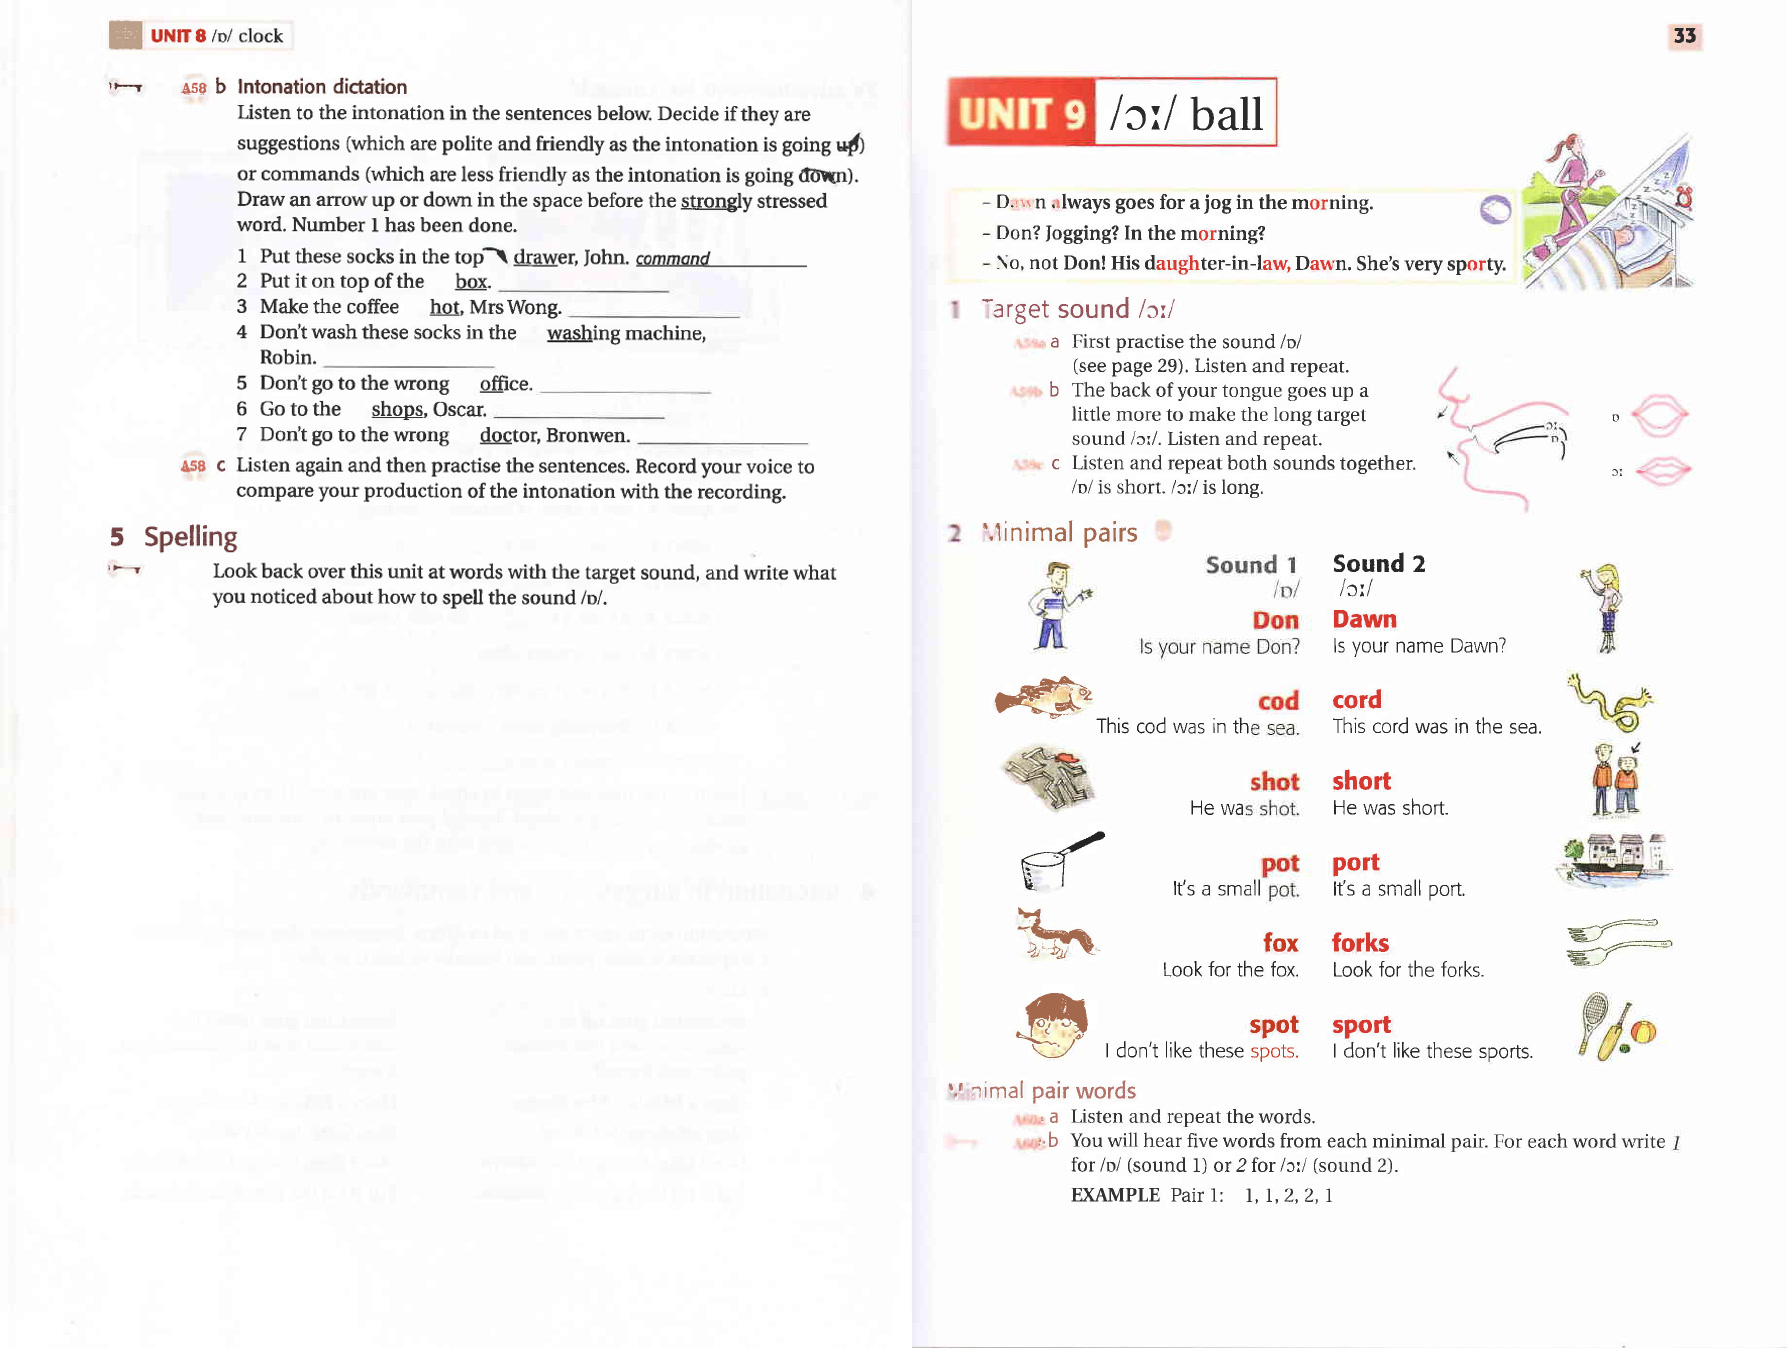 UNIT 8 /ɒ/ clock
A58 b Intonation dictation
Listen to the intonation in the sentences below. Decide if they are
suggestions (which are polite and friendly as the intonation is going up)
or commands (which are less friendly as the intonation is going down).
Draw an arrow up or down in the space before the strongly stressed
word. Number 1 has been done.
1 Put these socks in the top drawer, John. command
2 Put it on top of the box.
3 Make the coffee hot, Mrs Wong.
4 Don't wash these socks in the washing machine,
Robin.
5 Don't go to the wrong office.
6 Go to the shops, Oscar.
7 Don't go to the wrong doctor, Bronwen.
A58 c Listen again and then practise the sentences. Record your voice to
compare your production of the intonation with the recording.
5 Spelling
Look back over this unit at words with the target sound, and write what
you noticed about how to spell the sound /ɒ/.
33
UNIT 9 /ɔː/ ball
– Dawn always goes for a jog in the morning.
– Don? Jogging? In the morning?
– No, not Don! His daughter-in-law, Dawn. She's very sporty.
1 Target sound /ɔː/
A59a a First practise the sound /ɒ/
(see page 29). Listen and repeat.
A59b b The back of your tongue goes up a
little more to make the long target
sound /ɔː/. Listen and repeat.
A59c c Listen and repeat both sounds together.
/ɒ/ is short. /ɔː/ is long.
ɔː
ɒ
ɒ
ɔː
2 Minimal pairs
Sound 1 Sound 2
/ɒ/ /ɔː/
Don Dawn
Is your name Don? Is your name Dawn?
cod cord
This cod was in the sea. This cord was in the sea.
shot short
He was shot. He was short.
pot port
It's a small pot. It's a small port.
fox forks
Look for the fox. Look for the forks.
spot sport
I don't like these spots. I don't like these sports.
Minimal pair words
A60a a Listen and repeat the words.
A60b b You will hear five words from each minimal pair. For each word write 1
for /ɒ/ (sound 1) or 2 for /ɔː/ (sound 2).
EXAMPLE Pair 1: 1, 1, 2, 2, 1